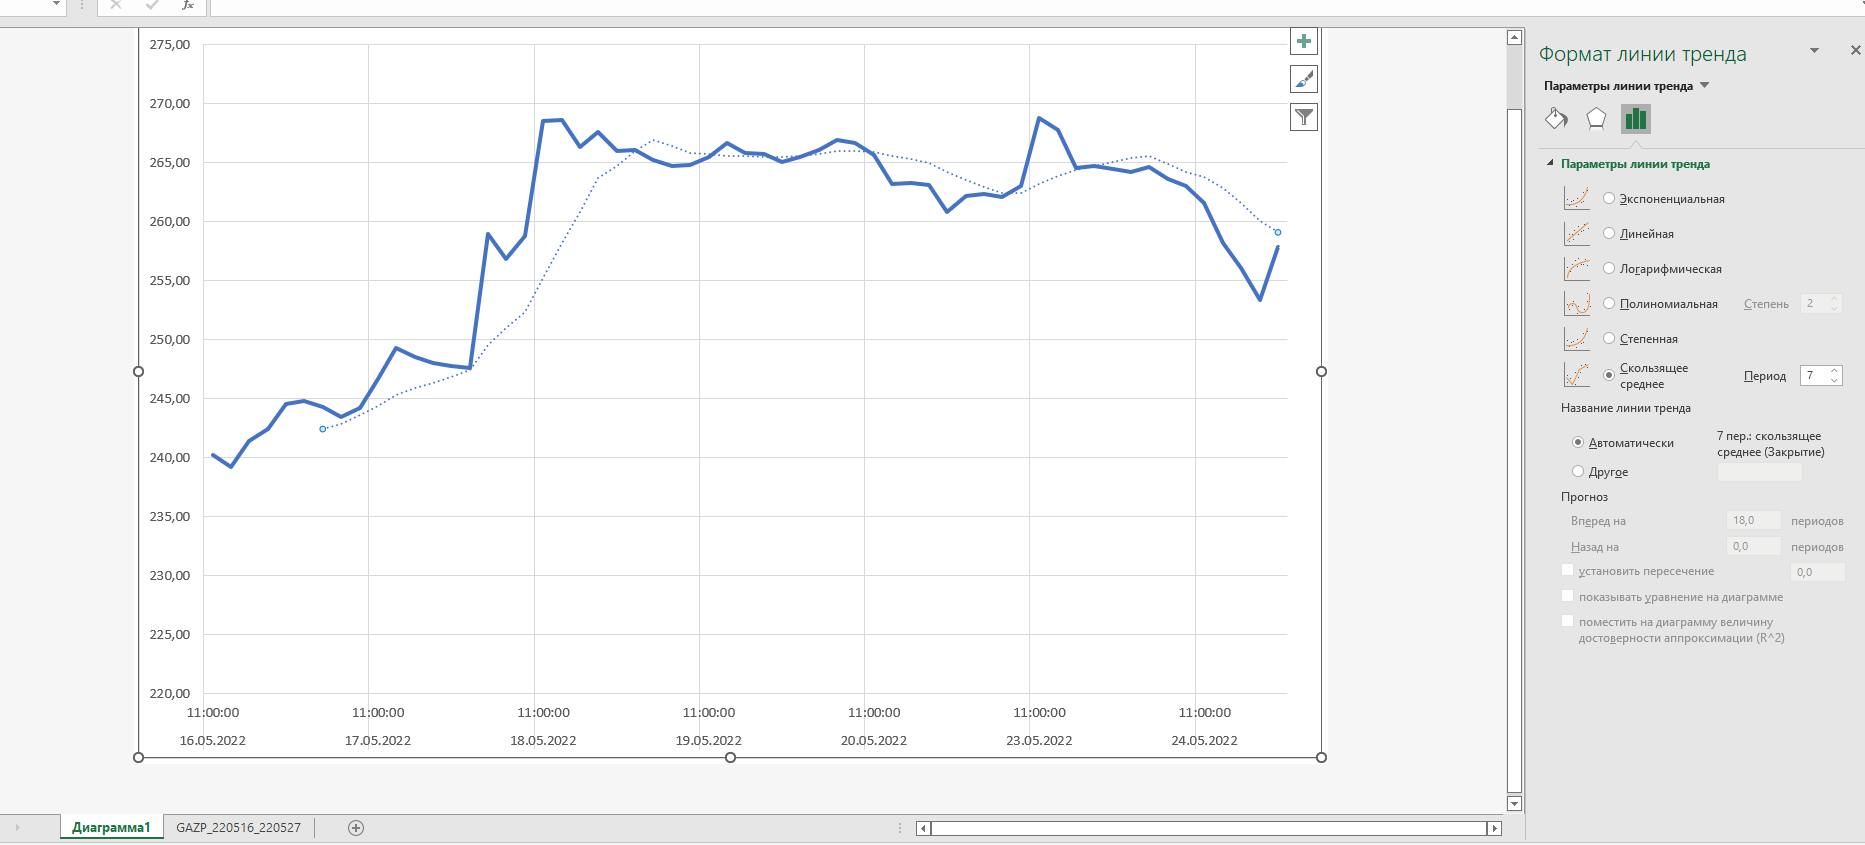 fx
275,00
270,00
265,00
260,00
255,00
250,00
245,00
240,00
235,00
230,00
225,00
220,00
11:00:00 11:00:00 11:00:00 11:00:00 11:00:00 11:00:00 11:00:00
16.05.2022 17.05.2022 18.05.2022 19.05.2022 20.05.2022 23.05.2022 24.05.2022
Формат линии тренда
Параметры линии тренда
Параметры линии тренда
Экспоненциальная
Линейная
Логарифмическая
Полиномиальная Степень 2
Степенная
Скользящее
среднее Период 7
Название линии тренда
Автоматически 7 пер.: скользящее
среднее (Закрытие)
Другое
Прогноз
Вперед на 18,0 периодов
Назад на 0,0 периодов
установить пересечение 0,0
показывать уравнение на диаграмме
поместить на диаграмму величину
достоверности аппроксимации (R^2)
Диаграмма1 GAZP_220516_220527